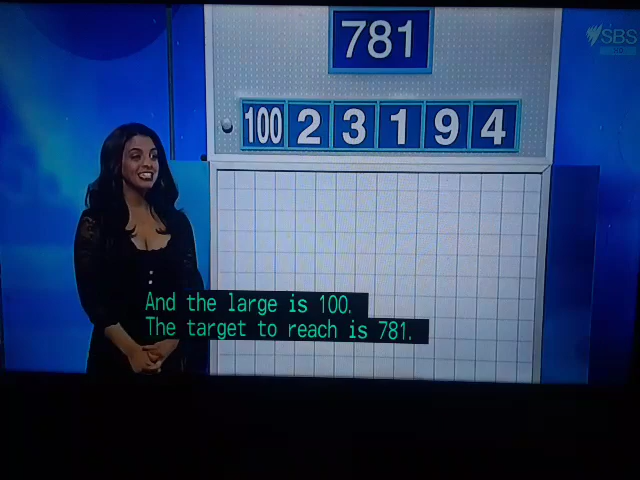 781
SBS
100 2 3 1 9 4
And the large is 100.
The target to reach is 781.